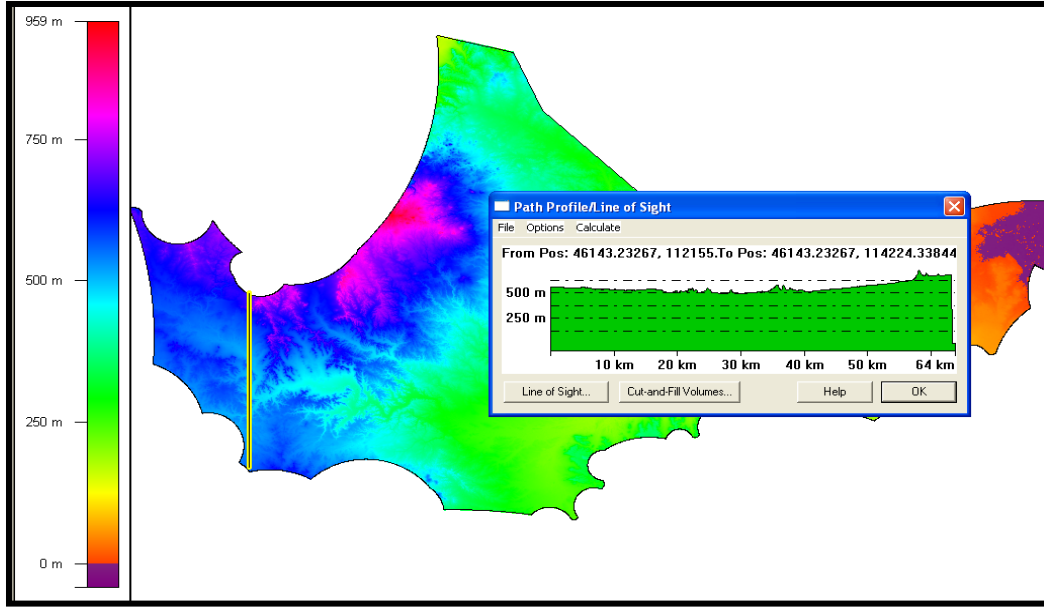 959 m
750 m
500 m
250 m
0 m
Path Profile/Line of Sight
File Options Calculate
From Pos: 46143.23267, 112155.To Pos: 46143.23267, 114224.33844
500 m
250 m
10 km 20 km 30 km 40 km 50 km 64 km
Line of Sight... Cut-and-Fill Volumes... Help OK